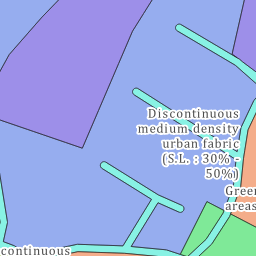 Discontinuous
medium density
urban fabric
(S.L. : 30% -
50%)
Green
areas
continuous